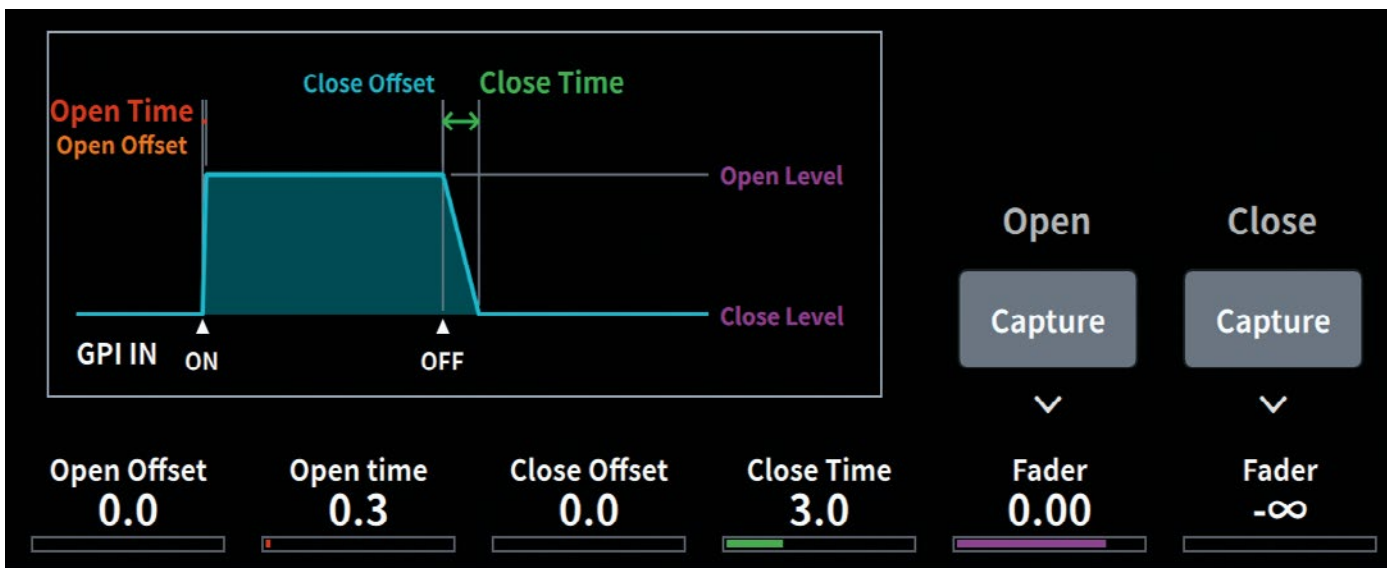 Close Offset Close Time
Open Time
Open Offset
Open Level
Close Level
GPI IN ON OFF
Open Close
Capture Capture
Open Offset Open time Close Offset Close Time Fader Fader
0.0 0.3 0.0 3.0 0.00 -∞